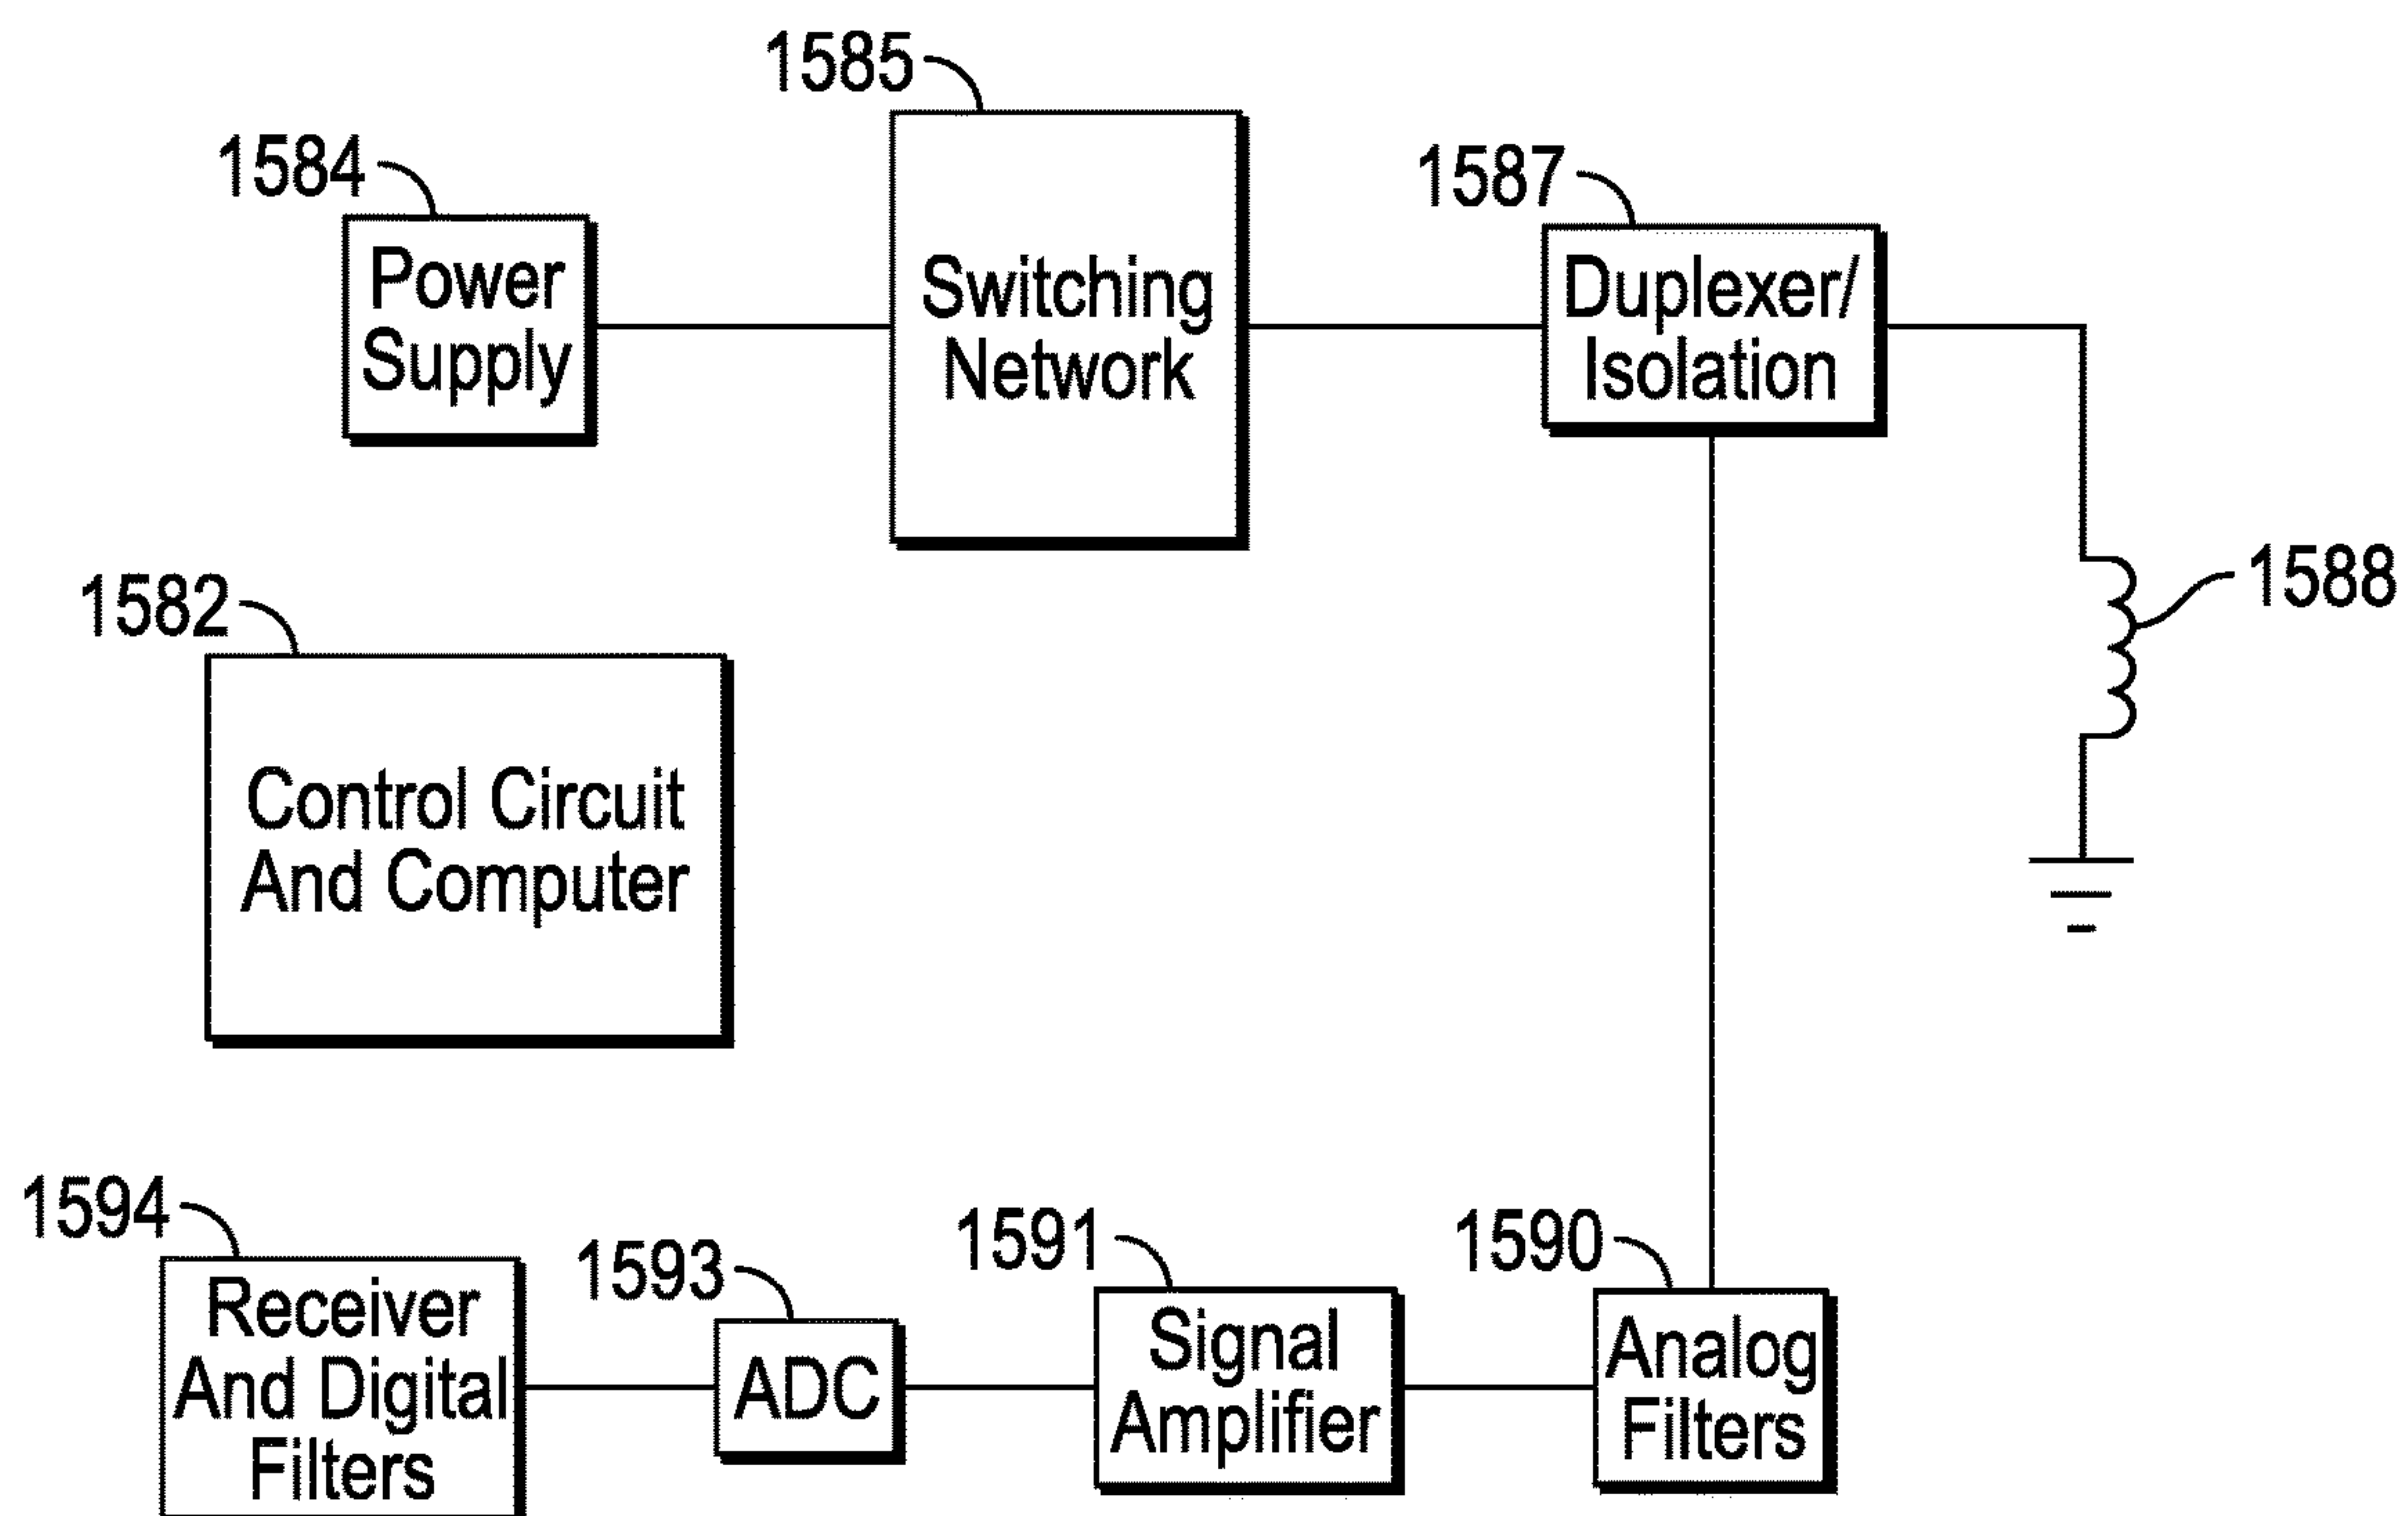 1585
1584
1587
Power
Supply
Switching
Network
Duplexer/
Isolation
1588
1582
Control Circuit
And Computer
1594
1593
1591
1590
Receiver
And Digital
Filters
ADC
Signal
Amplifier
Analog
Filters